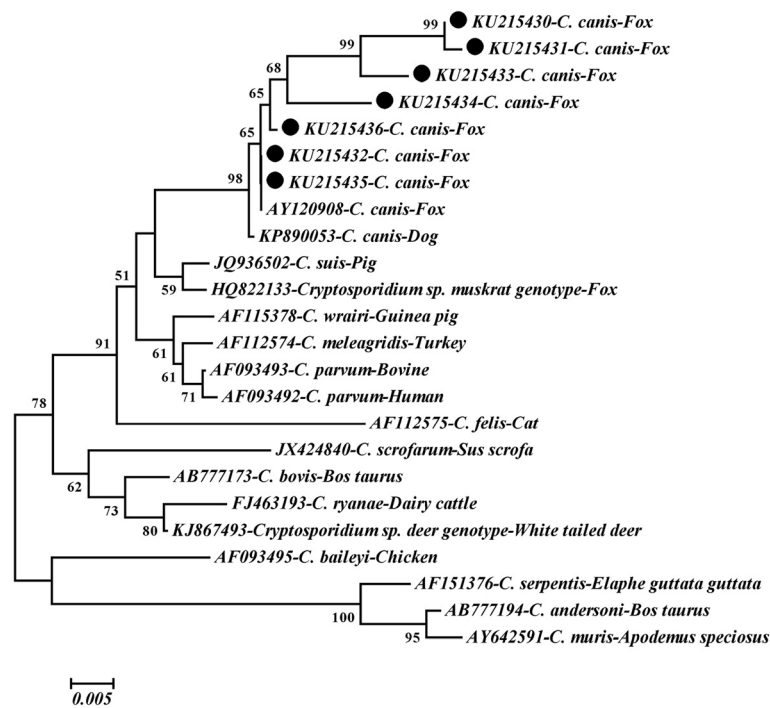 99
KU215430-C. canis-Fox
KU215431-C. canis-Fox
99
KU215433-C. canis-Fox
68
KU215434-C. canis-Fox
65
KU215436-C. canis-Fox
65
KU215432-C. canis-Fox
98
KU215435-C. canis-Fox
AY120908-C. canis-Fox
KP890053-C. canis-Dog
JQ936502-C. suis-Pig
51
59
HQ822133-Cryptosporidium sp. muskrat genotype-Fox
AF115378-C. wrairi-Guinea pig
61
AF112574-C. meleagridis-Turkey
91
61
AF093493-C. parvum-Bovine
71
AF093492-C. parvum-Human
78
AF112575-C. felis-Cat
JX424840-C. scrofarum-Sus scrofa
62
AB777173-C. bovis-Bos taurus
73
FJ463193-C. ryanae-Dairy cattle
80
KJ867493-Cryptosporidium sp. deer genotype-White tailed deer
AF093495-C. baileyi-Chicken
AF151376-C. serpentis-Elaphe guttata guttata
100
AB777194-C. andersoni-Bos taurus
95
AY642591-C. muris-Apodemus speciosus
0.005